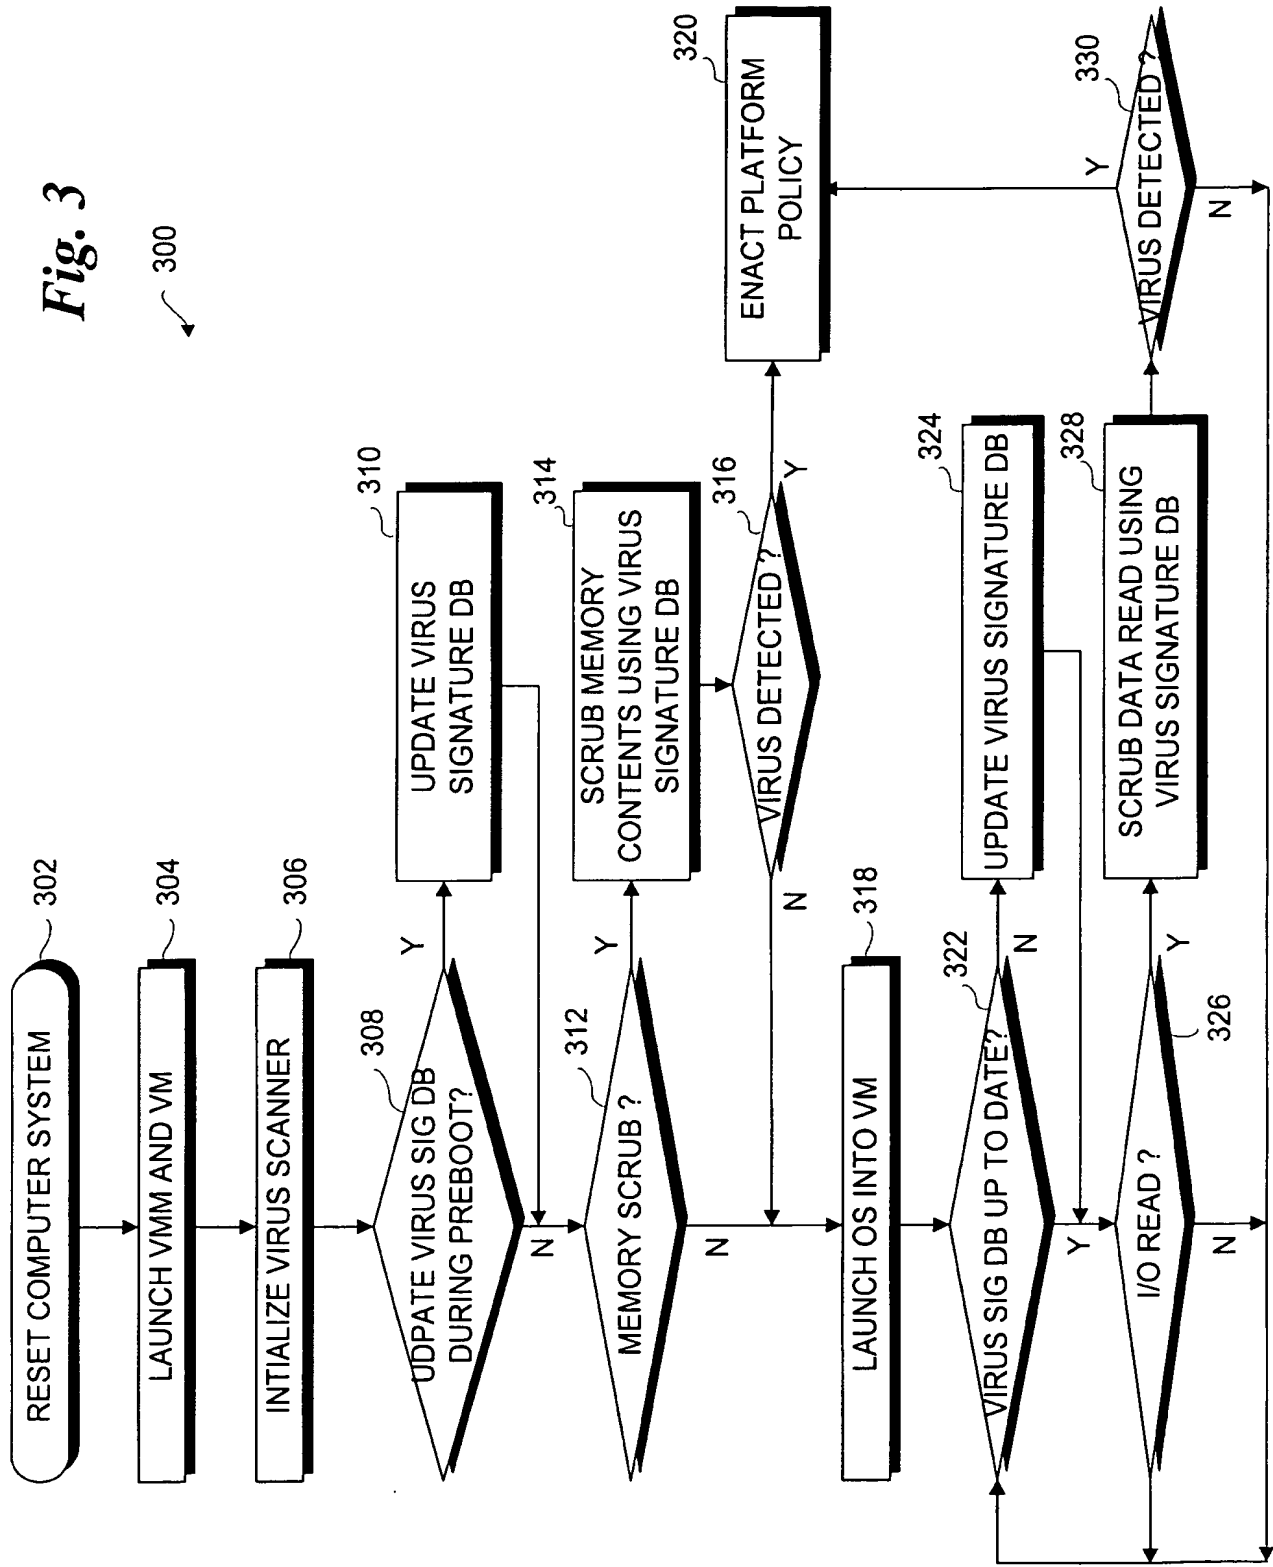 Fig. 3
300
RESET COMPUTER SYSTEM
302
LAUNCH VMM AND VM
304
INTIALIZE VIRUS SCANNER
306
UDPATE VIRUS SIG DB
DURING PREBOOT?
308
Y
N
UPDATE VIRUS
SIGNATURE DB
310
MEMORY SCRUB ?
312
Y
N
SCRUB MEMORY
CONTENTS USING VIRUS
SIGNATURE DB
314
VIRUS DETECTED ?
316
Y
N
ENACT PLATFORM
POLICY
320
LAUNCH OS INTO VM
318
VIRUS SIG DB UP TO DATE?
322
N
Y
UPDATE VIRUS SIGNATURE DB
324
I/O READ ?
326
Y
N
SCRUB DATA READ USING
VIRUS SIGNATURE DB
328
VIRUS DETECTED ?
330
Y
N